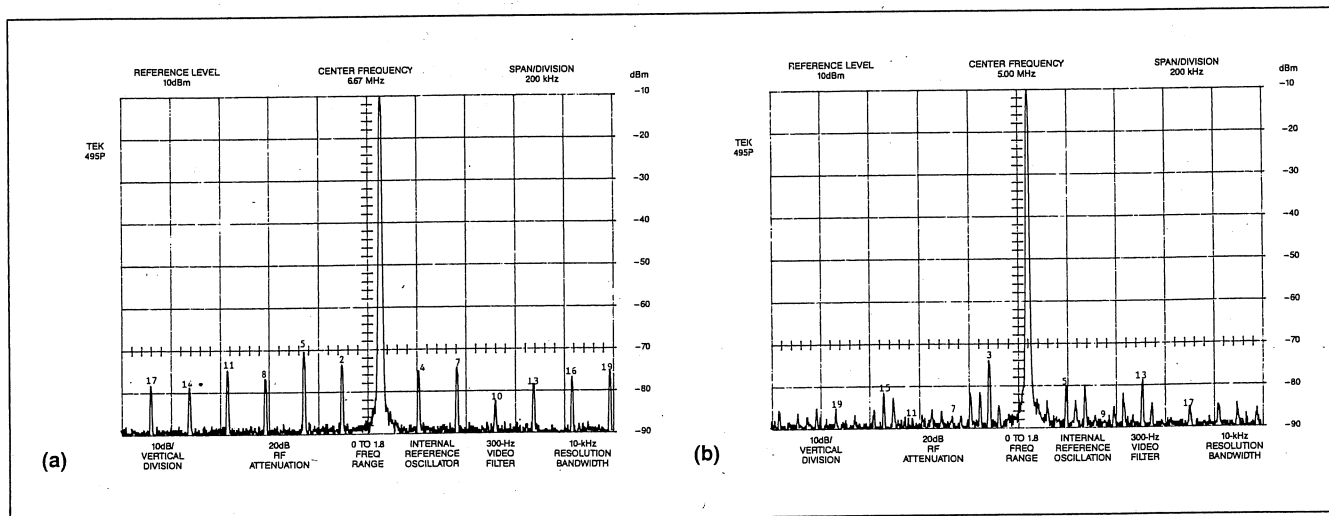 REFERENCE LEVEL
10dBm
CENTER FREQUENCY
6.67 MHz
SPAN/DIVISION
200 kHz
dBm
TEK
495P
-10
-20
-30
-40
-50
-60
-70
-80
-90
17
14
11
8
5
2
4
7
10
13
16
19
10dB/
VERTICAL
DIVISION
20dB
RF
ATTENUATION
0 TO 1.8
FREQ
RANGE
INTERNAL
REFERENCE
OSCILLATOR
300-Hz
VIDEO
FILTER
10-kHz
RESOLUTION
BANDWIDTH
(a)
REFERENCE LEVEL
10dBm
CENTER FREQUENCY
5.00 MHz
SPAN/DIVISION
200 kHz
dBm
TEK
495P
-10
-20
-30
-40
-50
-60
-70
-80
-90
19
15
11
7
3
5
9
13
17
10dB/
VERTICAL
DIVISION
20dB
RF
ATTENUATION
0 TO 1.8
FREQ
RANGE
INTERNAL
REFERENCE
OSCILLATION
300-Hz
VIDEO
FILTER
10-kHz
RESOLUTION
BANDWIDTH
(b)